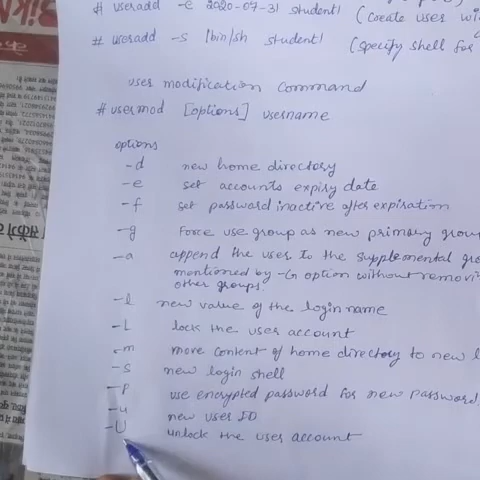 # useradd -e 2020-07-31 student1 (Create user wi
# useradd -s /bin/sh student1 (specify shell for
user modification command
# usermod [options] username
options
-d new home directory
-e set accounts expiry date
-f set password inactive after expiration
-g Force use group as new primary group
-a append the user to the supplemental gro
mentioned by -G option without removi
other groups.
-l new value of the login name
-L lock the user account
-m move content of home directory to new l
-s new login shell
-p use encrypted password for new password
-u new user ID
-U unlock the user account